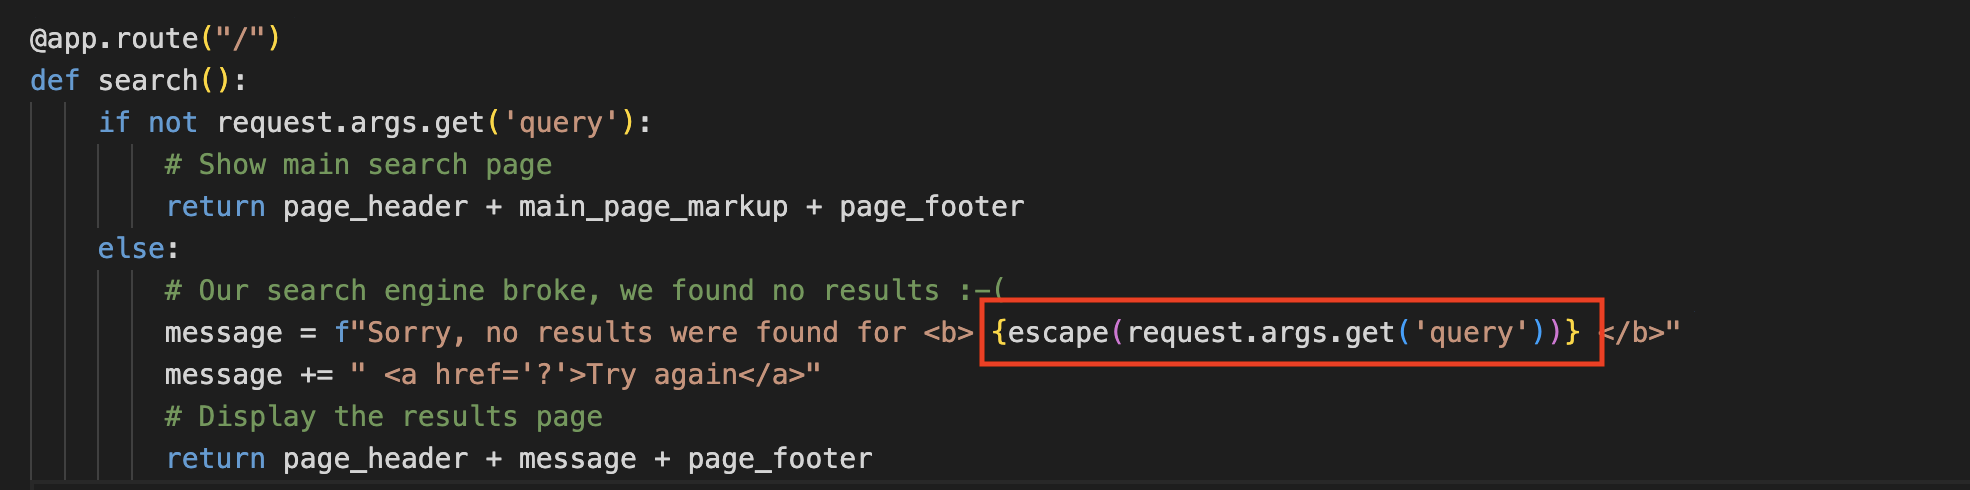 @app.route("/")
def search():
    if not request.args.get('query'):
        # Show main search page
        return page_header + main_page_markup + page_footer
    else:
        # Our search engine broke, we found no results :-(
        message = f"Sorry, no results were found for <b> {escape(request.args.get('query'))} </b>"
        message += " <a href='?'>Try again</a>"
        # Display the results page
        return page_header + message + page_footer